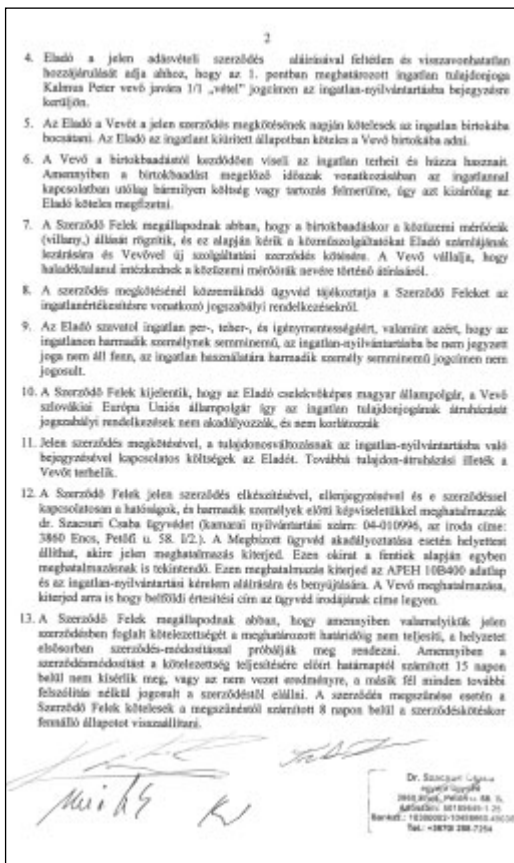 2
4. Eladó a jelen adásvételi szerződés aláírásával feltétlen és visszavonhatatlan
hozzájárulását adja ahhoz, hogy az 1. pontban meghatározott ingatlan tulajdonjoga
Kalmus Peter vevő javára 1/1 „vétel" jogcímen az ingatlan-nyilvántartásba bejegyzésre
kerüljön.
5. Az Eladó a Vevőt a jelen szerződés megkötésének napján kötelesek az ingatlan birtokába
bocsátani. Az Eladó az ingatlant kiürített állapotban köteles a Vevő birtokába adni.
6. A Vevő a birtokbaadástól kezdődően viseli az ingatlan terheit és húzza hasznait.
Amennyiben a birtokbaadást megelőző időszak vonatkozásában az ingatlannal
kapcsolatban utólag bármilyen költség vagy tartozás felmerülne, úgy azt kizárólag az
Eladó köteles megfizetni.
7. A Szerződő Felek megállapodnak abban, hogy a birtokbaadáskor a közüzemi mérőórák
(villany,) állását rögzítik, és ez alapján kérik a közműszolgáltatókat Eladó számlájának
lezárására és Vevővel új szolgáltatási szerződés kötésére. A Vevő vállalja, hogy
haladéktalanul intézkednek a közüzemi mérőórák nevére történő átírásáról.
8. A szerződés megkötésénél közreműködő ügyvéd tájékoztatja a Szerződő Feleket az
ingatlanértékesítésre vonatkozó jogszabályi rendelkezésekről.
9. Az Eladó szavatol ingatlan per-, teher-, és igénymentességéért, valamint azért, hogy az
ingatlanon harmadik személynek semminemű, az ingatlan-nyilvántartásba be nem jegyzett
joga nem áll fenn, az ingatlan használatára harmadik személy semminemű jogcímen nem
jogosult.
10. A Szerződő Felek kijelentik, hogy az Eladó cselekvőképes magyar állampolgár, a Vevő
szlovákiai Európa Uniós állampolgár így az ingatlan tulajdonjogának átruházását
jogszabályi rendelkezések nem akadályozzák, és nem korlátozzák
11. Jelen szerződés megkötésével, a tulajdonosváltozásnak az ingatlan-nyilvántartásba való
bejegyzésével kapcsolatos költségek az Eladót. Továbbá tulajdon-átruházási illeték a
Vevőt terhelik.
12. A Szerződő Felek jelen szerződés elkészítésével, ellenjegyzésével és e szerződéssel
kapcsolatosan a hatóságok, és harmadik személyek előtti képviseletükkel meghatalmazzák
dr. Szacsuri Csaba ügyvédet (kamarai nyilvántartási szám: 04-010996, az iroda címe:
3860 Encs, Petőfi u. 58. I/2.). A Megbízott ügyvéd akadályoztatása esetén helyettest
állíthat, akire jelen meghatalmazás kiterjed. Ezen okirat a fentiek alapján egyben
meghatalmazásnak is tekintendő. Ezen meghatalmazás kiterjed az APEH 10B400 adatlap
és az ingatlan-nyilvántartási kérelem aláírására és benyújtására. A Vevő meghatalmazása,
kiterjed arra is hogy belföldi értesítési cím az ügyvéd irodájának címe legyen.
13. A Szerződő Felek megállapodnak abban, hogy amennyiben valamelyikük jelen
szerződésben foglalt kötelezettségét a meghatározott határidőig nem teljesíti, a helyzetet
elsősorban szerződés-módosítással próbálják meg rendezni. Amennyiben a
szerződésmódosítást a kötelezettség teljesítésére előírt határnaptól számított 15 napon
belül nem kísérlik meg, vagy az nem vezet eredményre, a másik fél minden további
felszólítás nélkül jogosult a szerződéstől elállni. A szerződés megszűnése esetén a
Szerződő Felek kötelesek a megszűnéstől számított 8 napon belül a szerződéskötéskor
fennálló állapotot visszaállítani.
Dr. Szacsuri Csaba
egyéni ügyvéd
3860 Encs, Petőfi u. 58. I/2.